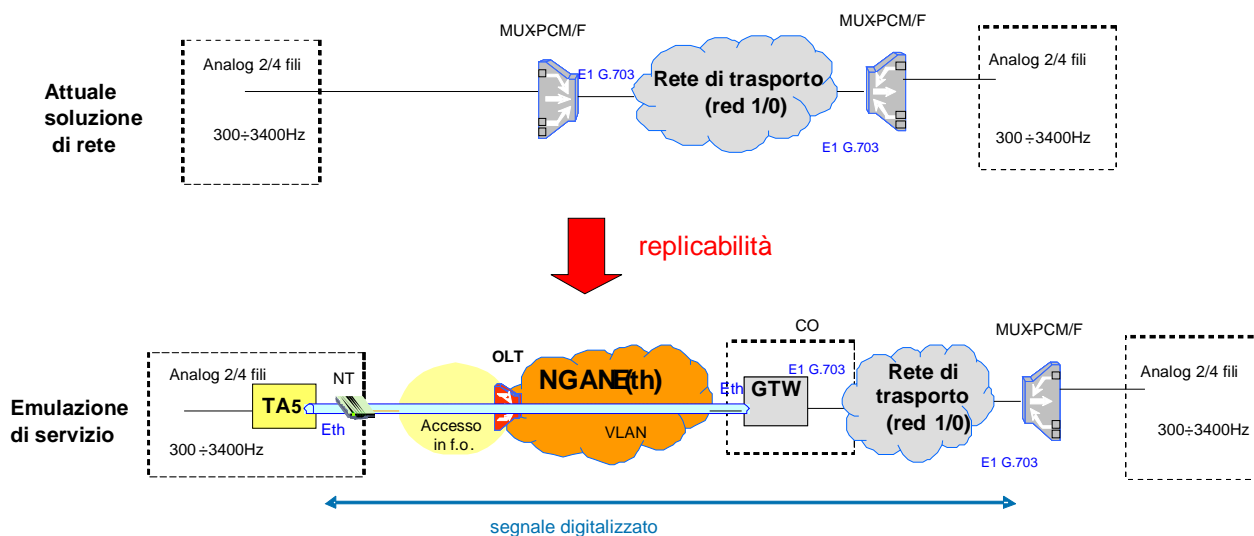 MUX-PCM/F
MUX-PCM/F
Analog 2/4 fili
E1 G.703
Rete di trasporto
(red 1/0)
Analog 2/4 fili
Attuale
soluzione
di rete
300÷3400Hz
E1 G.703
300÷3400Hz
replicabilità
CO
MUX-PCM/F
OLT
Analog 2/4 fili
NT
NGAN(Eth)
Eth
E1 G.703
Rete di
trasporto
(red 1/0)
Analog 2/4 fili
Emulazione
di servizio
TA5
GTW
Eth
Accesso
in f.o.
VLAN
300÷3400Hz
E1 G.703
300÷3400Hz
segnale digitalizzato